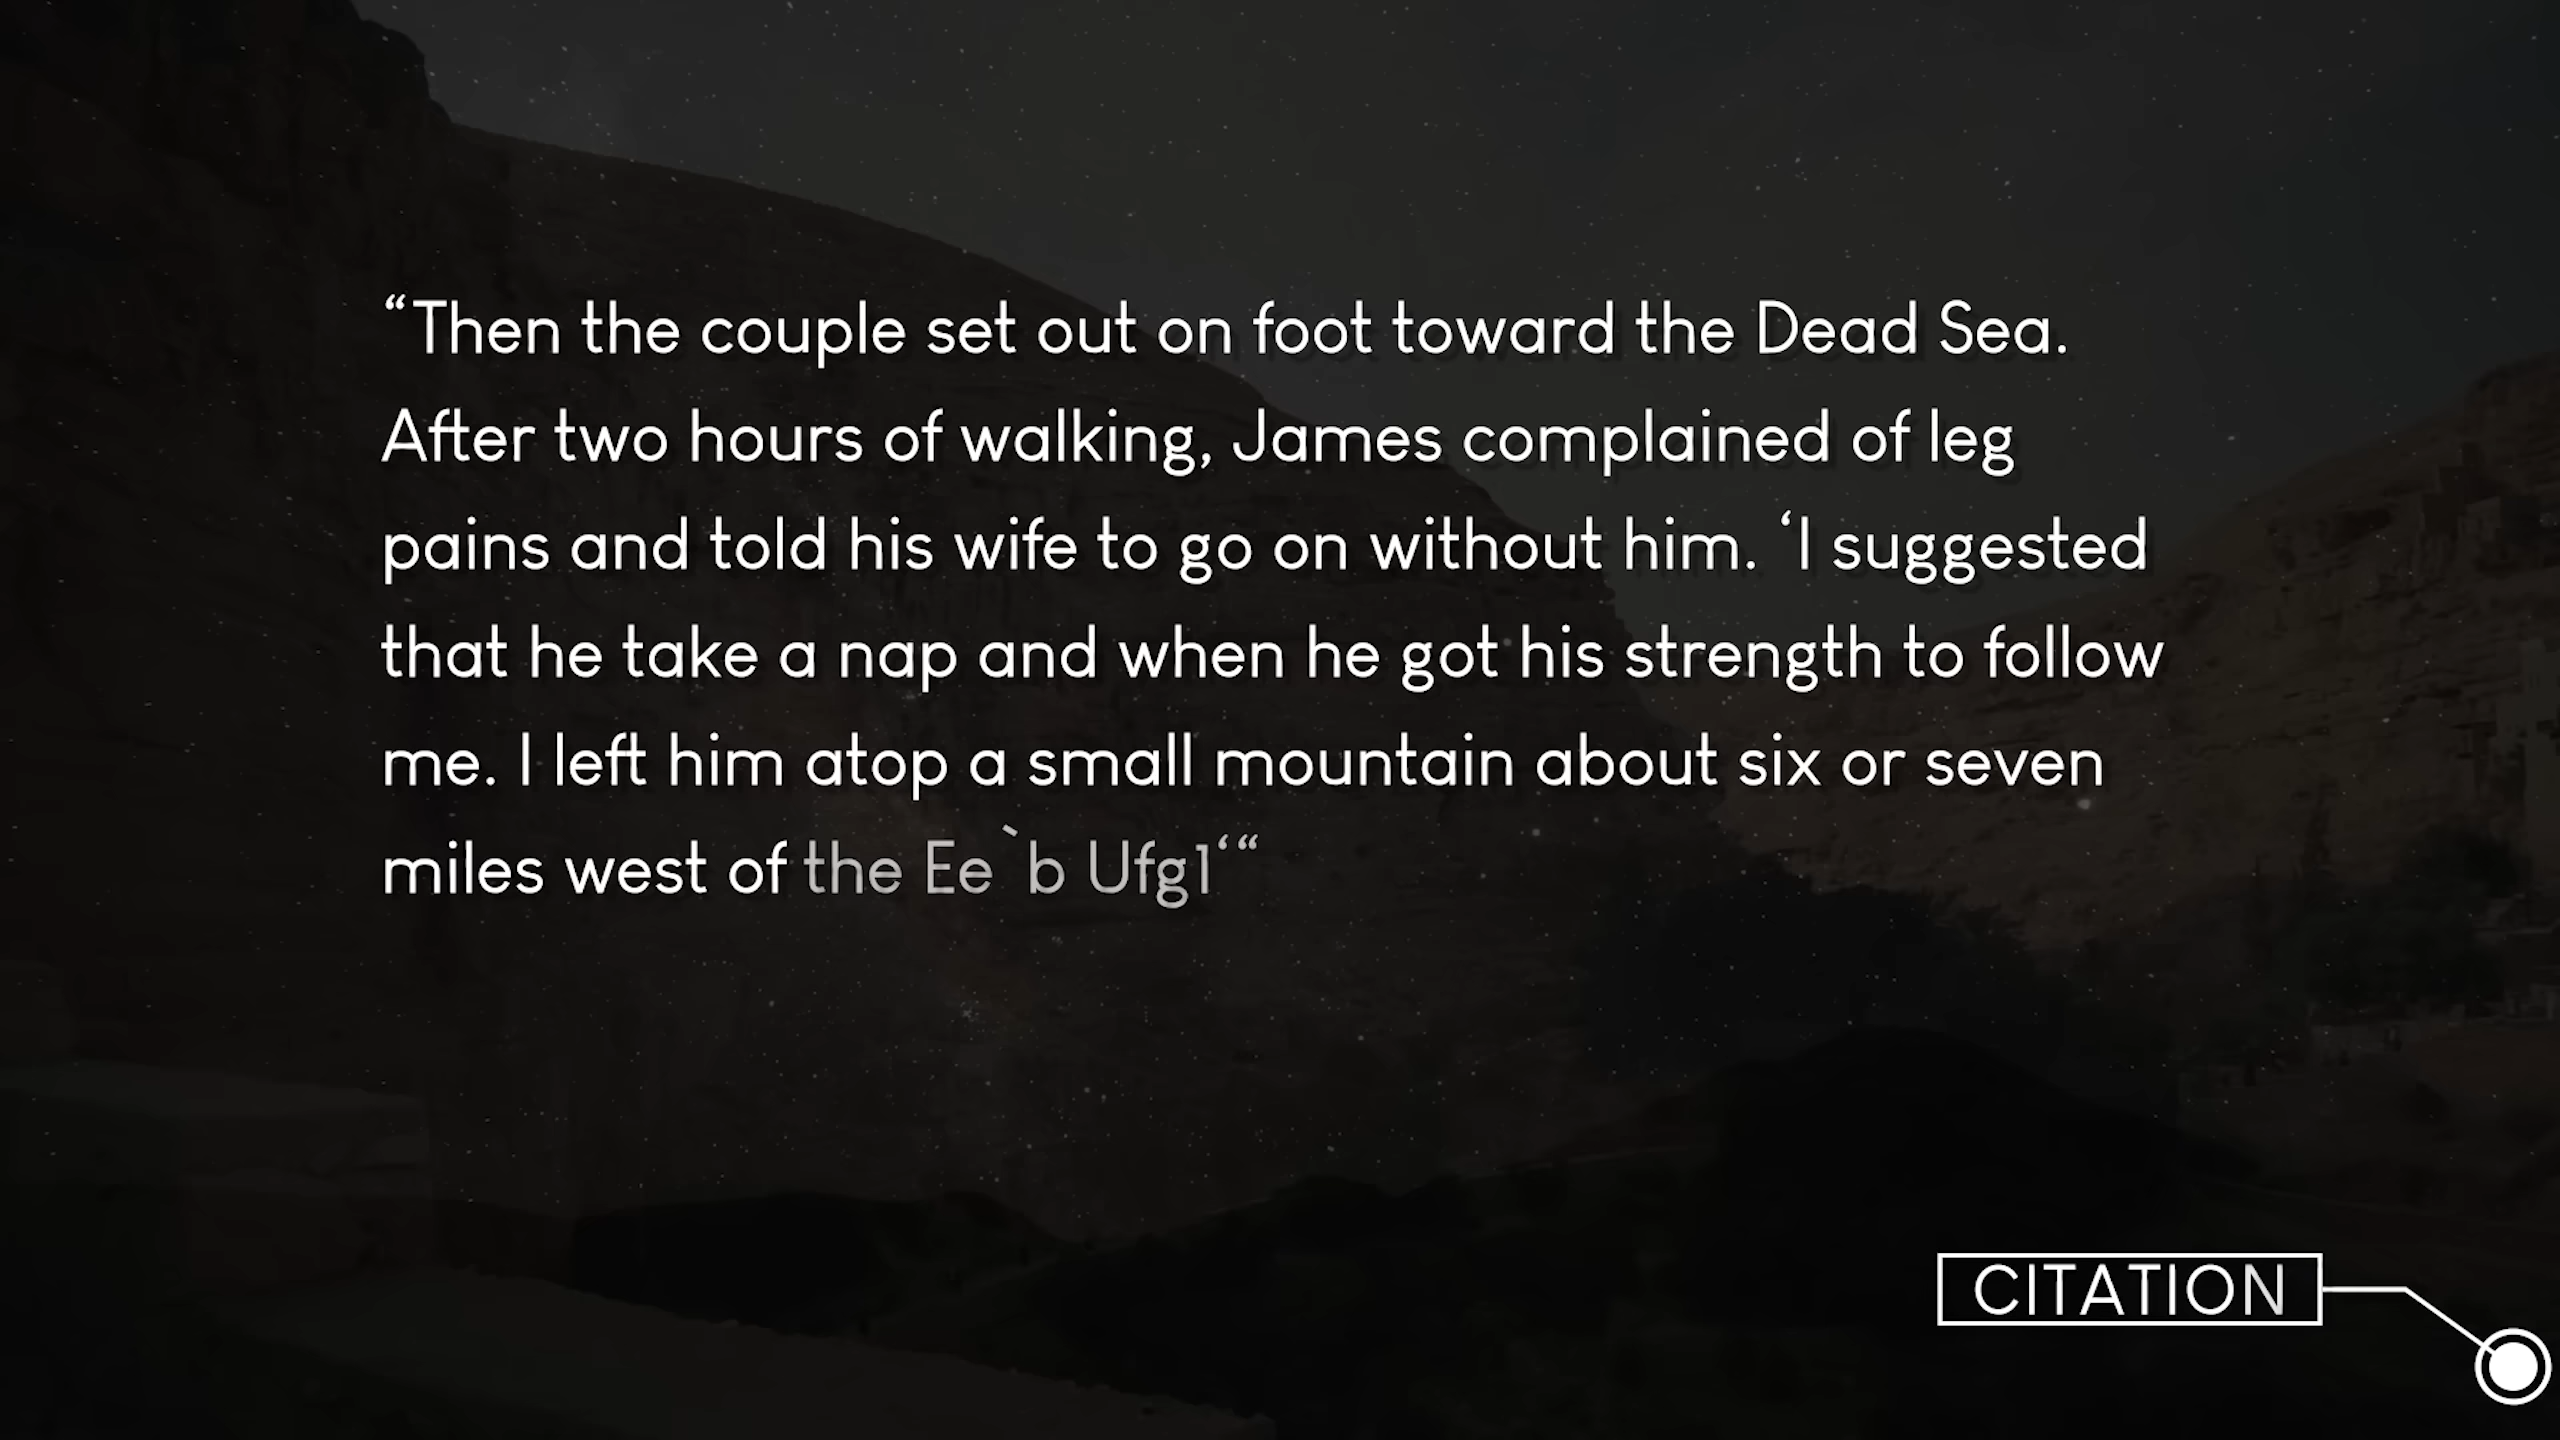 “Then the couple set out on foot toward the Dead Sea.
After two hours of walking, James complained of leg
pains and told his wife to go on without him. ‘I suggested
that he take a nap and when he got his strength to follow
me. I left him atop a small mountain about six or seven
miles west of the Ee`b Ufg1‘“
CITATION